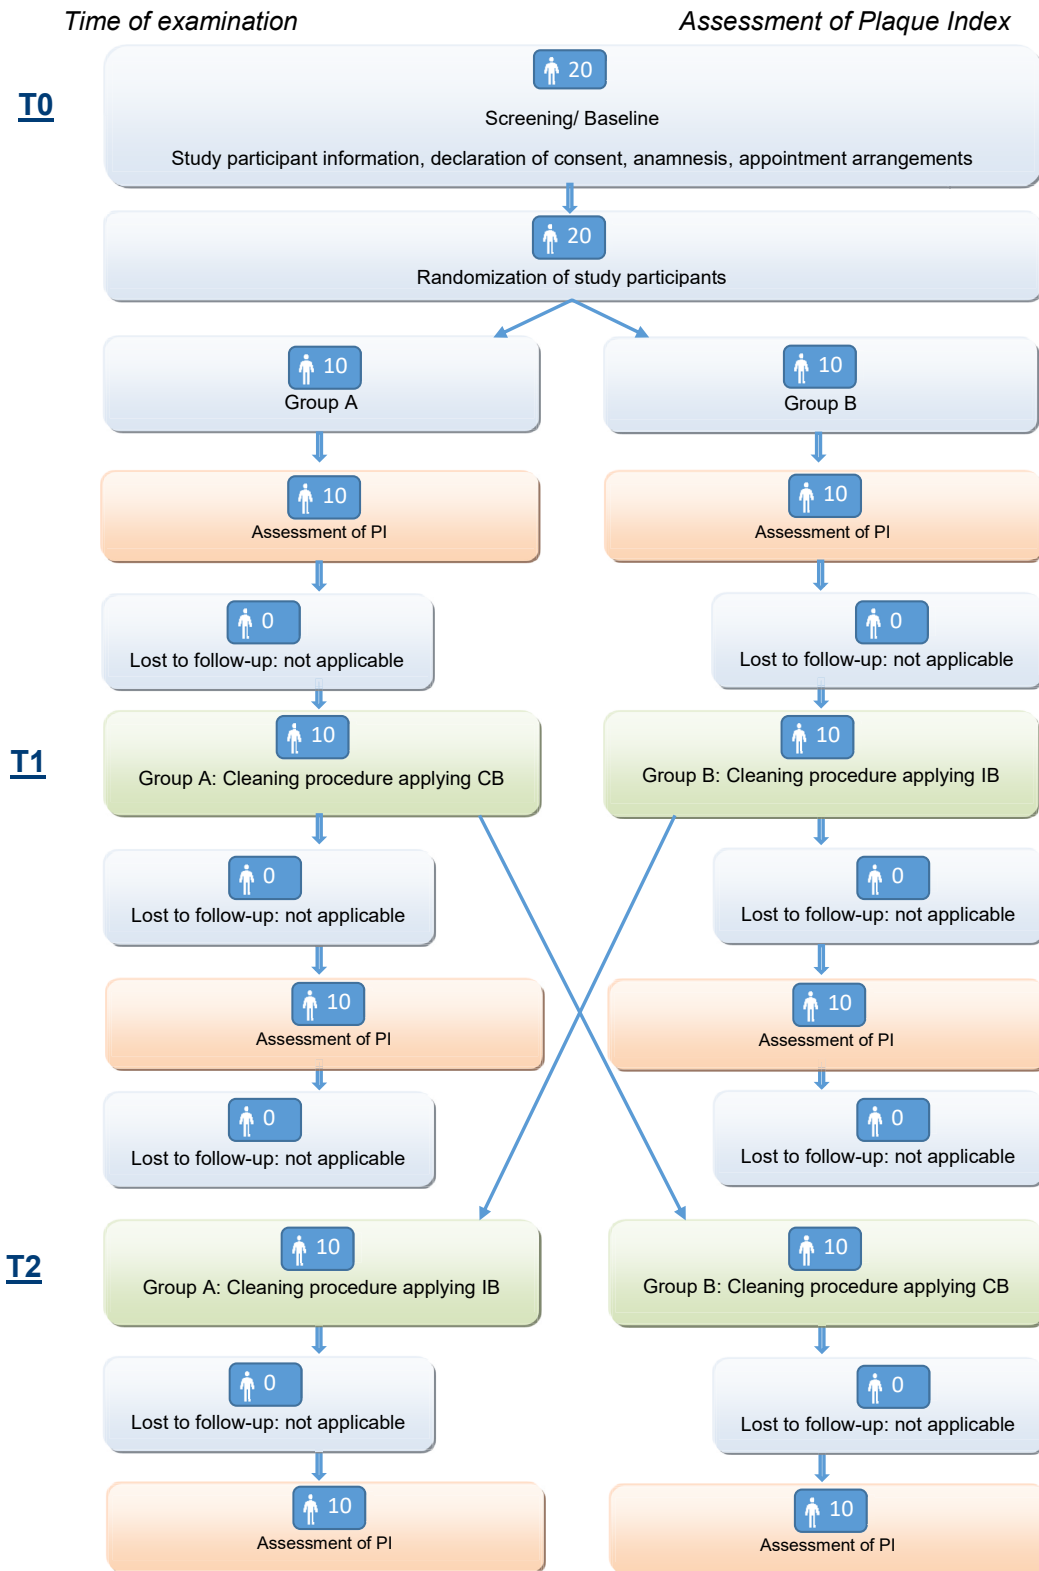 Time of examination
Assessment of Plaque Index
T0
20
Screening/ Baseline
Study participant information, declaration of consent, anamnesis, appointment arrangements
20
Randomization of study participants
10
Group A
10
Group B
10
Assessment of PI
10
Assessment of PI
0
Lost to follow-up: not applicable
0
Lost to follow-up: not applicable
T1
10
Group A: Cleaning procedure applying CB
10
Group B: Cleaning procedure applying IB
0
Lost to follow-up: not applicable
0
Lost to follow-up: not applicable
10
Assessment of PI
10
Assessment of PI
0
Lost to follow-up: not applicable
0
Lost to follow-up: not applicable
T2
10
Group A: Cleaning procedure applying IB
10
Group B: Cleaning procedure applying CB
0
Lost to follow-up: not applicable
0
Lost to follow-up: not applicable
10
Assessment of PI
10
Assessment of PI